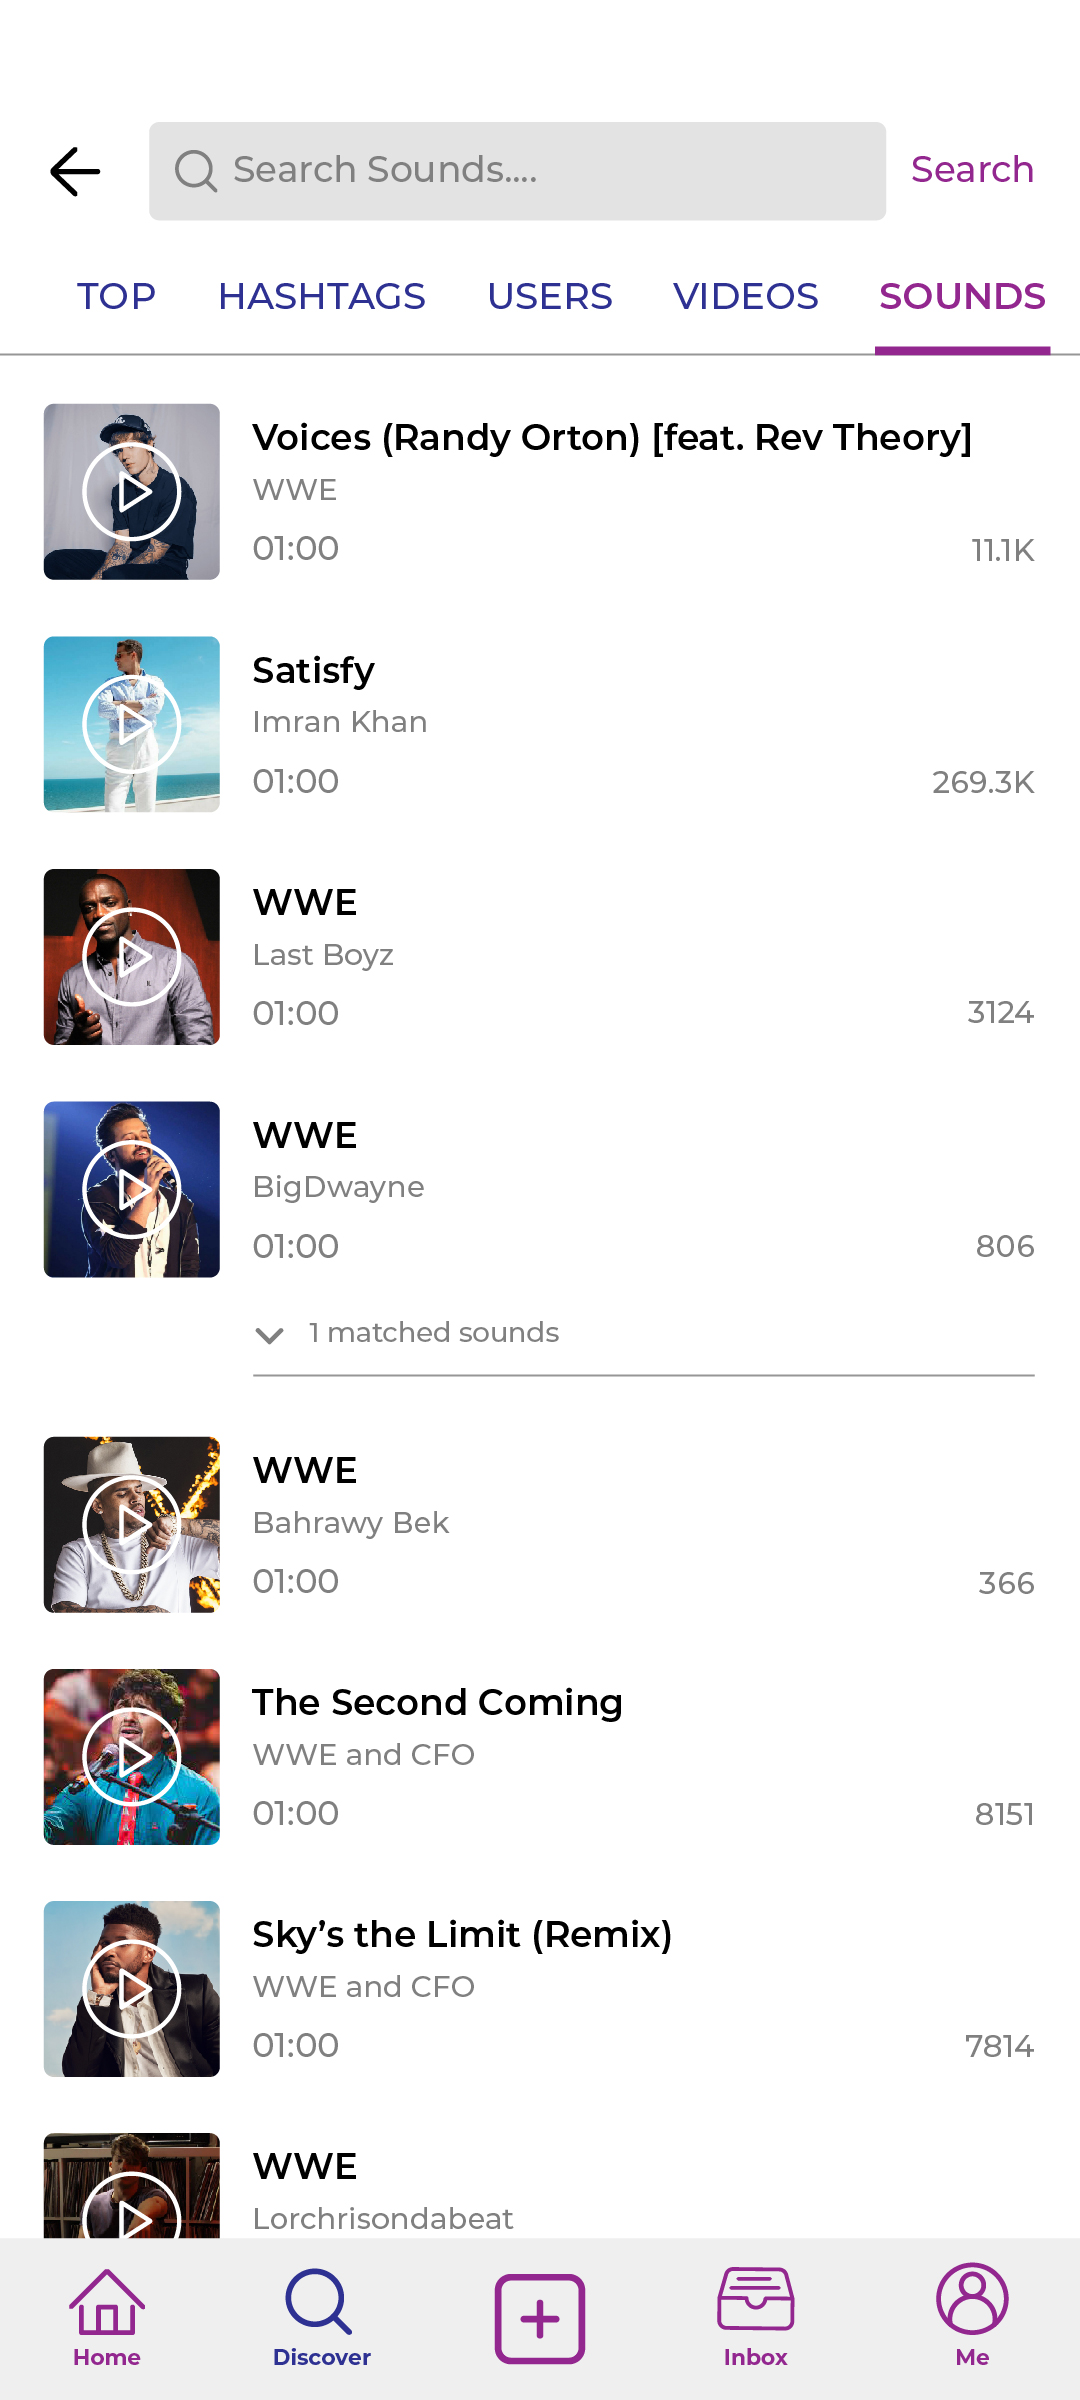 Search Sounds....
Search
TOP HASHTAGS USERS VIDEOS SOUNDS
Voices (Randy Orton) [feat. Rev Theory]
WWE
01:00 11.1K
Satisfy
Imran Khan
01:00 269.3K
WWE
Last Boyz
01:00 3124
WWE
BigDwayne
01:00 806
1 matched sounds
WWE
Bahrawy Bek
01:00 366
The Second Coming
WWE and CFO
01:00 8151
Sky’s the Limit (Remix)
WWE and CFO
01:00 7814
WWE
Lorchrisondabeat
Home Discover Inbox Me